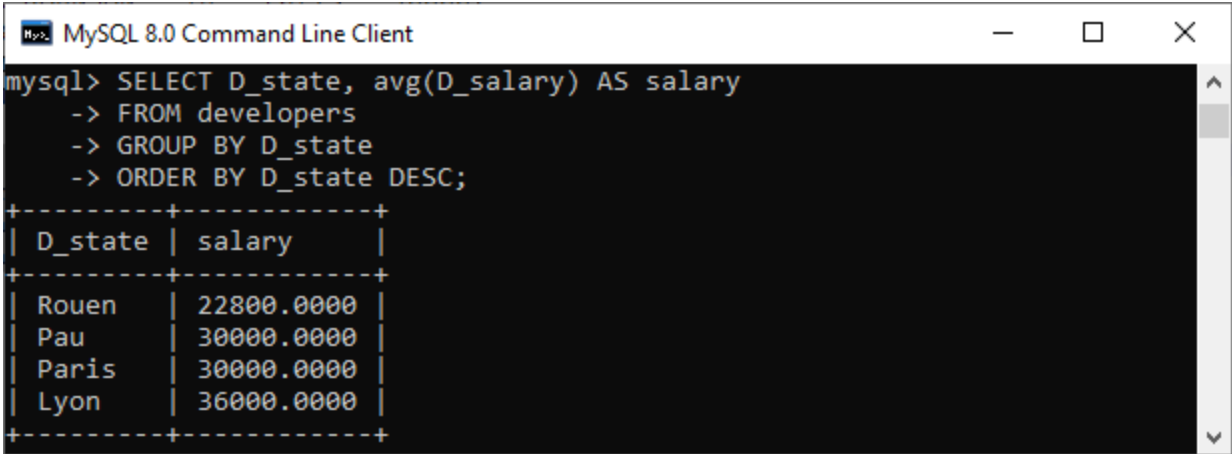 MySQL 8.0 Command Line Client
mysql> SELECT D_state, avg(D_salary) AS salary
    -> FROM developers
    -> GROUP BY D_state
    -> ORDER BY D_state DESC;
+---------+------------+
| D_state | salary     |
+---------+------------+
| Rouen   | 22800.0000 |
| Pau     | 30000.0000 |
| Paris   | 30000.0000 |
| Lyon    | 36000.0000 |
+---------+------------+